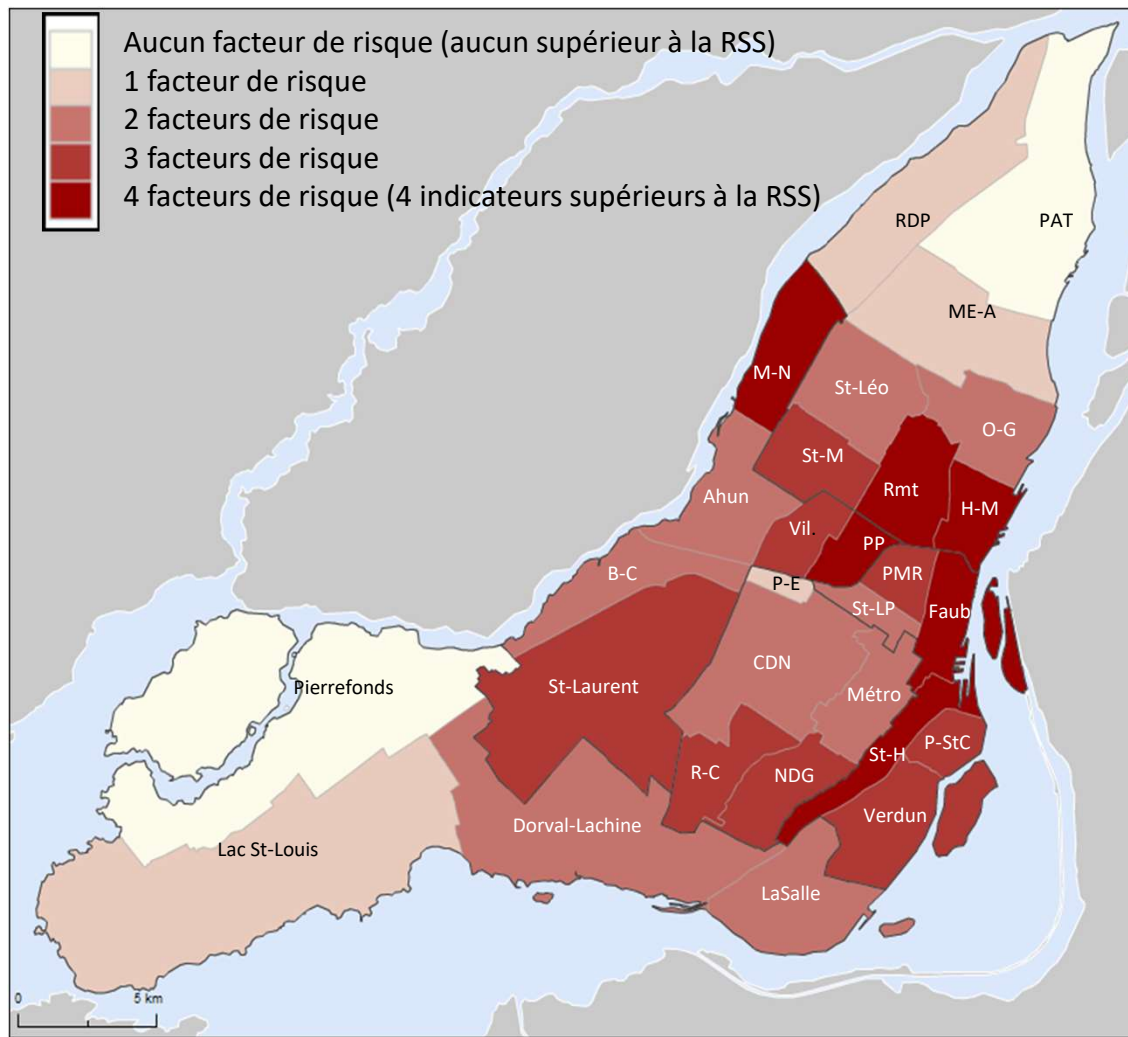 Aucun facteur de risque (aucun supérieur à la RSS)
1 facteur de risque
2 facteurs de risque
3 facteurs de risque
4 facteurs de risque (4 indicateurs supérieurs à la RSS)
RDP
PAT
ME-A
M-N
St-Léo
O-G
St-M
Rmt
H-M
Ahun
Vil.
PP
PMR
B-C
P-E
St-LP
Faub
CDN
St-Laurent
Pierrefonds
Métro
St-H
P-StC
R-C
NDG
Verdun
Dorval-Lachine
Lac St-Louis
LaSalle
0 5 km